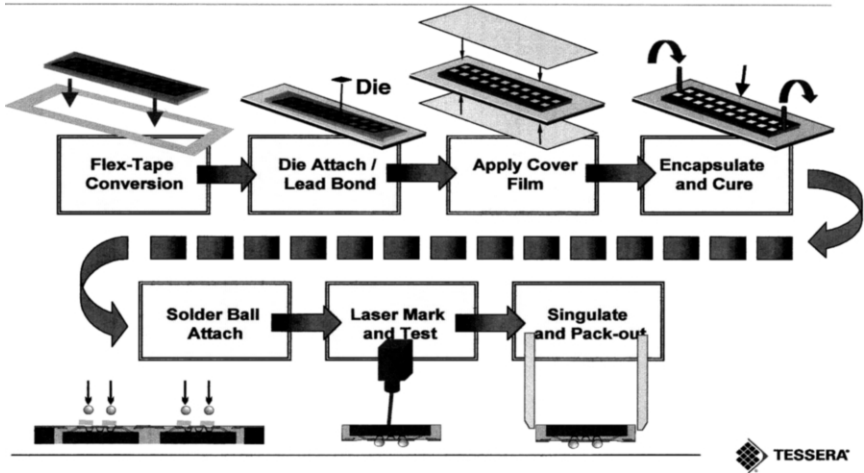 Die
Flex-Tape
Conversion
Die Attach /
Lead Bond
Apply Cover
Film
Encapsulate
and Cure
Solder Ball
Attach
Laser Mark
and Test
Singulate
and Pack-out
TESSERA